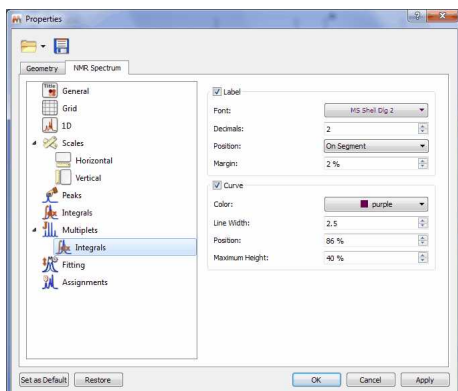 Properties
Geometry NMR Spectrum
Title
General
Grid
1D
Scales
Horizontal
Vertical
Peaks
Integrals
Multiplets
Integrals
Fitting
Assignments
Label
Font: MS Shell Dlg 2
Decimals: 2
Position: On Segment
Margin: 2 %
Curve
Color: purple
Line Width: 2.5
Position: 86 %
Maximum Height: 40 %
Set as Default Restore OK Cancel Apply